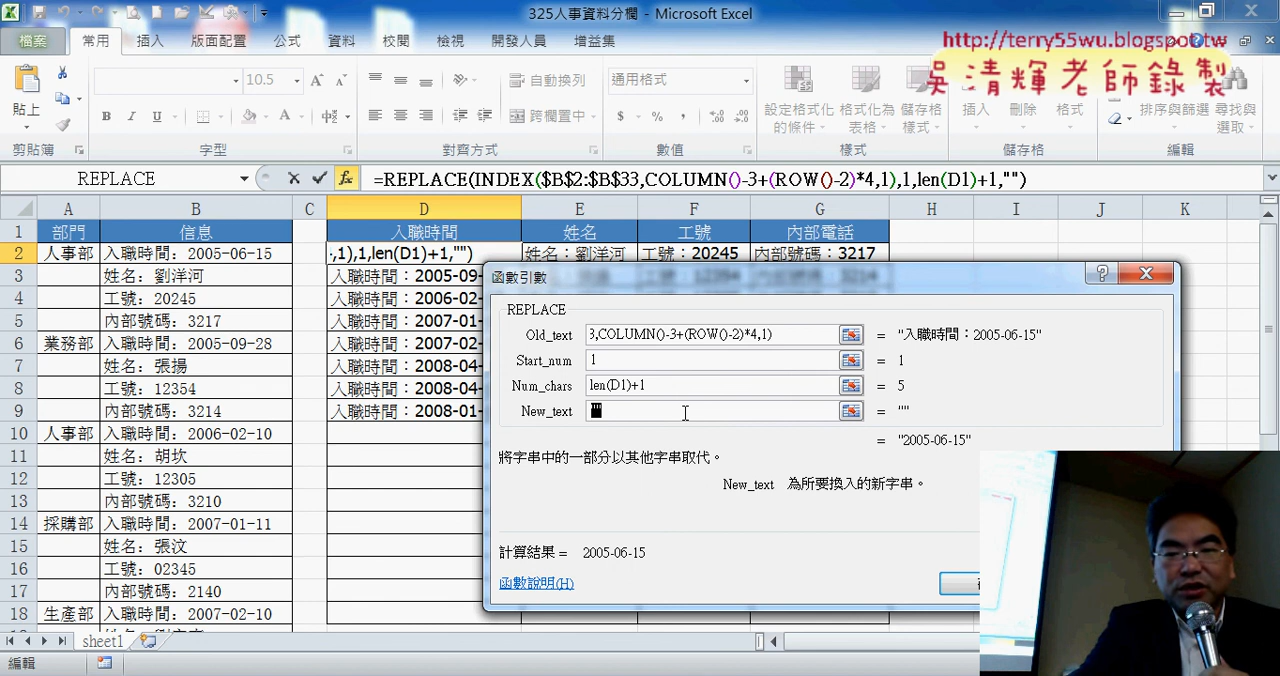 325人事資料分欄 - Microsoft Excel
檔案 常用 插入 版面配置 公式 資料 校閱 檢視 開發人員 增益集
http://terry55wu.blogspot.tw
吳清輝老師錄製
貼上 10.5 自動換列 通用格式
B I U A 中 跨欄置中 $ % ,
設定格式化的條件 格式化為表格 儲存格樣式 插入 刪除 格式 排序與篩選 尋找與選取
剪貼簿 字型 對齊方式 數值 樣式 儲存格 編輯
REPLACE =REPLACE(INDEX($B$2:$B$33,COLUMN()-3+(ROW()-2)*4,1),1,len(D1)+1,"")
A B C D E F G H I J K
1 部門 信息 入職時間 姓名 工號 內部電話
2 人事部 入職時間：2005-06-15 ,1),1,len(D1)+1,"") 姓名：劉洋河 工號：20245 內部號碼：3217
3 姓名：劉洋河 入職時間：2005-09-
4 工號：20245 入職時間：2006-02-
5 內部號碼：3217 入職時間：2007-01-
6 業務部 入職時間：2005-09-28 入職時間：2007-02-
7 姓名：張揚 入職時間：2008-04-
8 工號：12354 入職時間：2008-04-
9 內部號碼：3214 入職時間：2008-01-
10 人事部 入職時間：2006-02-10
11 姓名：胡坎
12 工號：12305
13 內部號碼：3210
14 採購部 入職時間：2007-01-11
15 姓名：張汶
16 工號：02345
17 內部號碼：2140
18 生產部 入職時間：2007-02-10
函數引數
REPLACE
Old_text 3,COLUMN()-3+(ROW()-2)*4,1) = "入職時間：2005-06-15"
Start_num 1 = 1
Num_chars len(D1)+1 = 5
New_text "" = ""
= "2005-06-15"
將字串中的一部分以其他字串取代。
New_text 為所要換入的新字串。
計算結果 = 2005-06-15
函數說明(H)
sheet1
編輯